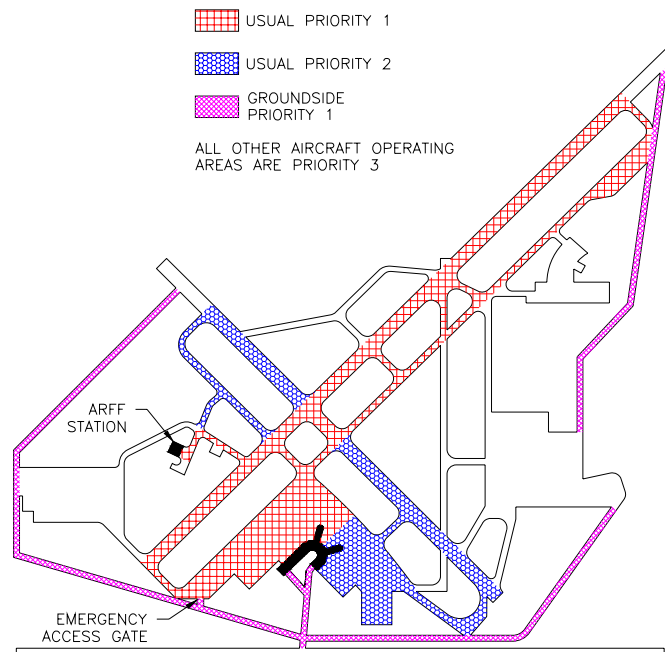 USUAL PRIORITY 1
USUAL PRIORITY 2
GROUNDSIDE
PRIORITY 1
ALL OTHER AIRCRAFT OPERATING
AREAS ARE PRIORITY 3
ARFF
STATION
EMERGENCY
ACCESS GATE